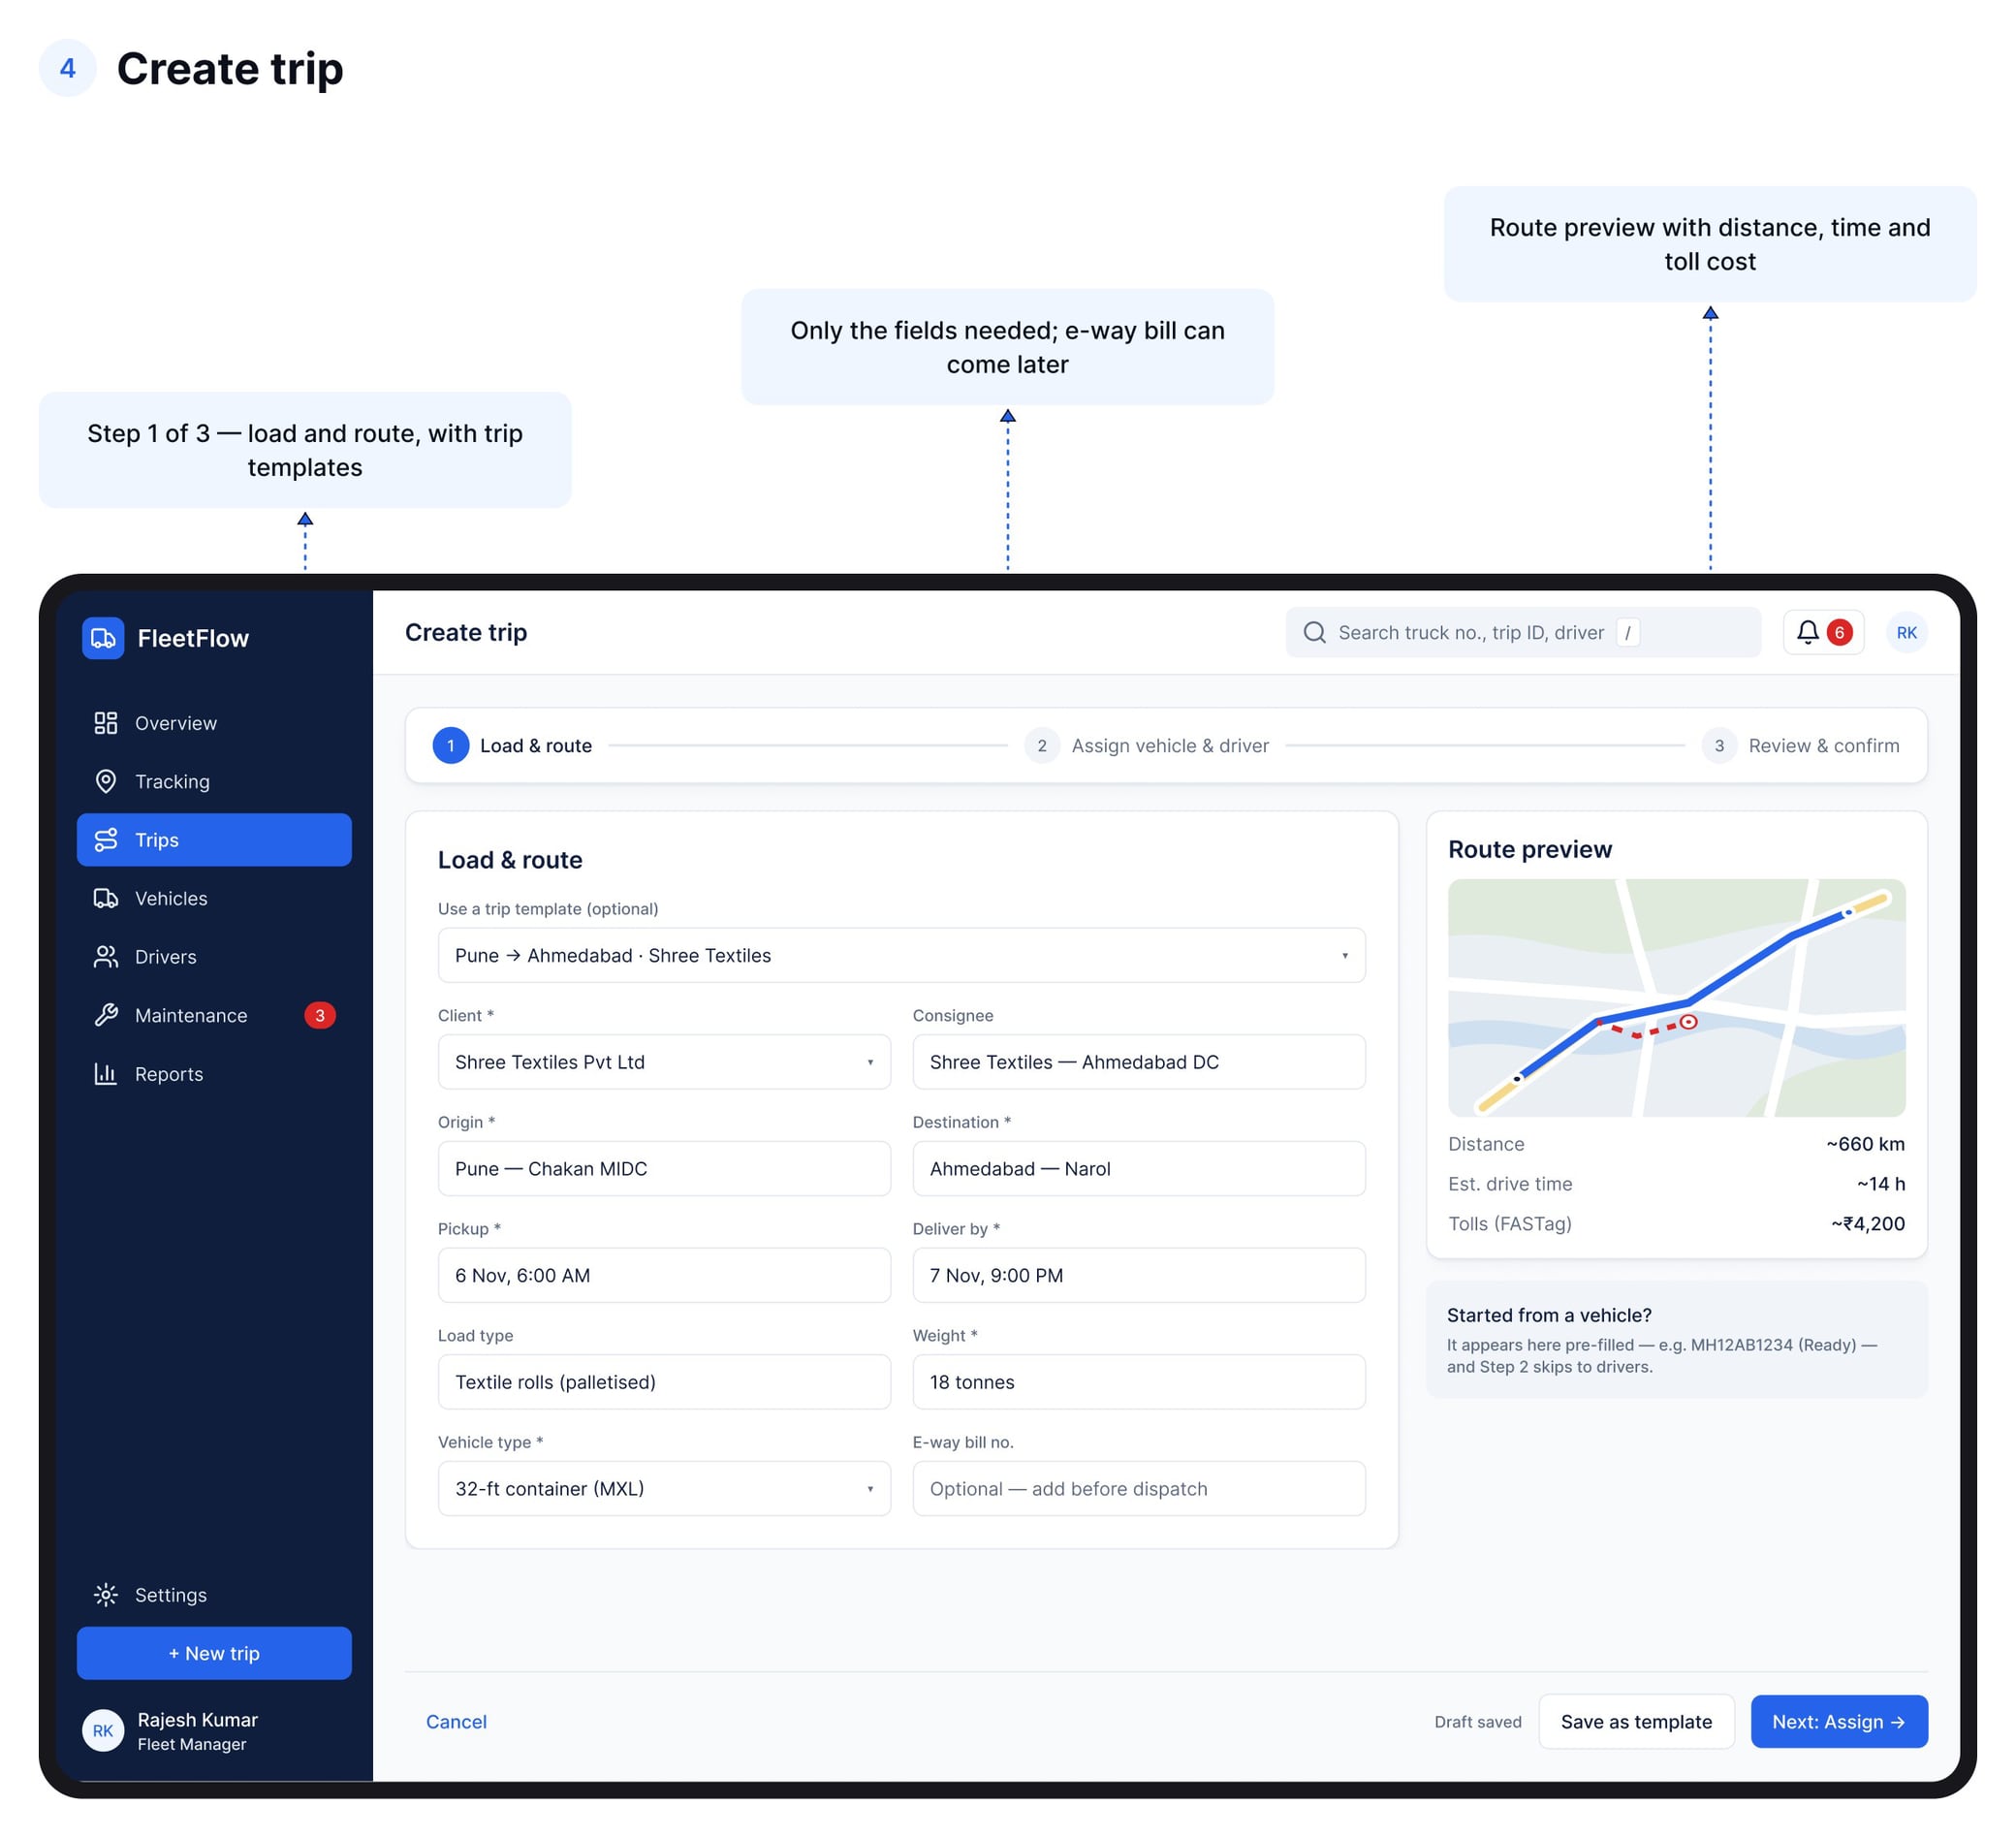 4
Create trip
Route preview with distance, time and
toll cost
Only the fields needed; e-way bill can
come later
Step 1 of 3 — load and route, with trip
templates
FleetFlow
Overview
Tracking
Trips
Vehicles
Drivers
Maintenance 3
Reports
Settings
+ New trip
RK
Rajesh Kumar
Fleet Manager
Create trip
Search truck no., trip ID, driver /
6
RK
1 Load & route
2 Assign vehicle & driver
3 Review & confirm
Load & route
Use a trip template (optional)
Pune → Ahmedabad · Shree Textiles
Client *
Shree Textiles Pvt Ltd
Consignee
Shree Textiles — Ahmedabad DC
Origin *
Pune — Chakan MIDC
Destination *
Ahmedabad — Narol
Pickup *
6 Nov, 6:00 AM
Deliver by *
7 Nov, 9:00 PM
Load type
Textile rolls (palletised)
Weight *
18 tonnes
Vehicle type *
32-ft container (MXL)
E-way bill no.
Optional — add before dispatch
Route preview
Distance ~660 km
Est. drive time ~14 h
Tolls (FASTag) ~₹4,200
Started from a vehicle?
It appears here pre-filled — e.g. MH12AB1234 (Ready) —
and Step 2 skips to drivers.
Cancel
Draft saved
Save as template
Next: Assign →